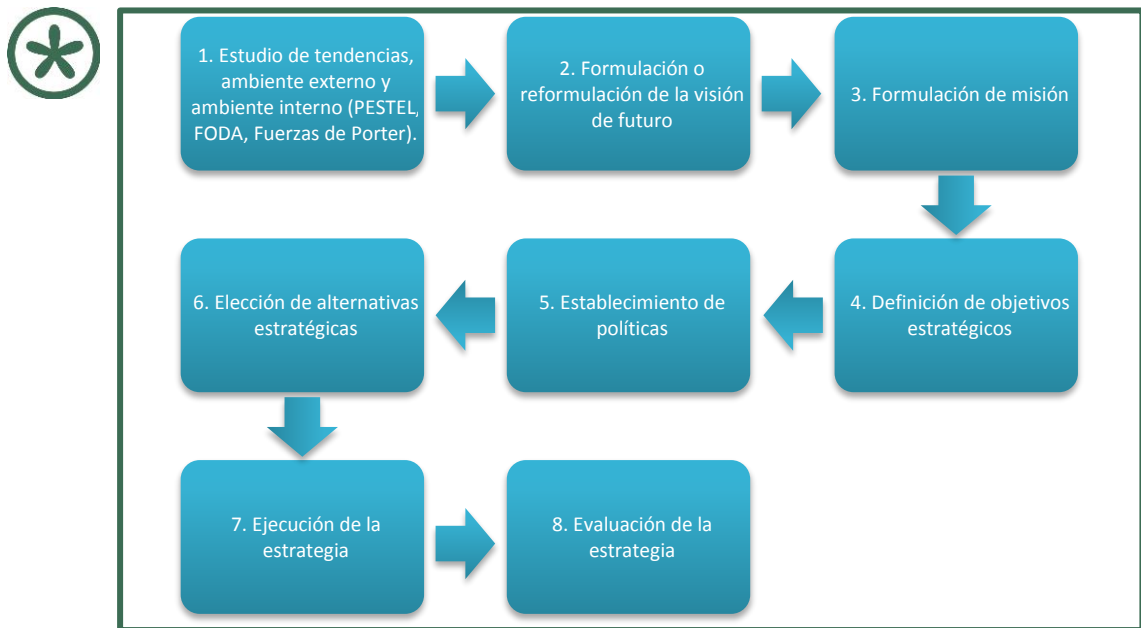 1. Estudio de tendencias,
ambiente externo y
ambiente interno (PESTEL,
FODA, Fuerzas de Porter).
2. Formulación o
reformulación de la visión
de futuro
3. Formulación de misión
4. Definición de objetivos
estratégicos
5. Establecimiento de
políticas
6. Elección de alternativas
estratégicas
7. Ejecución de la
estrategia
8. Evaluación de la
estrategia